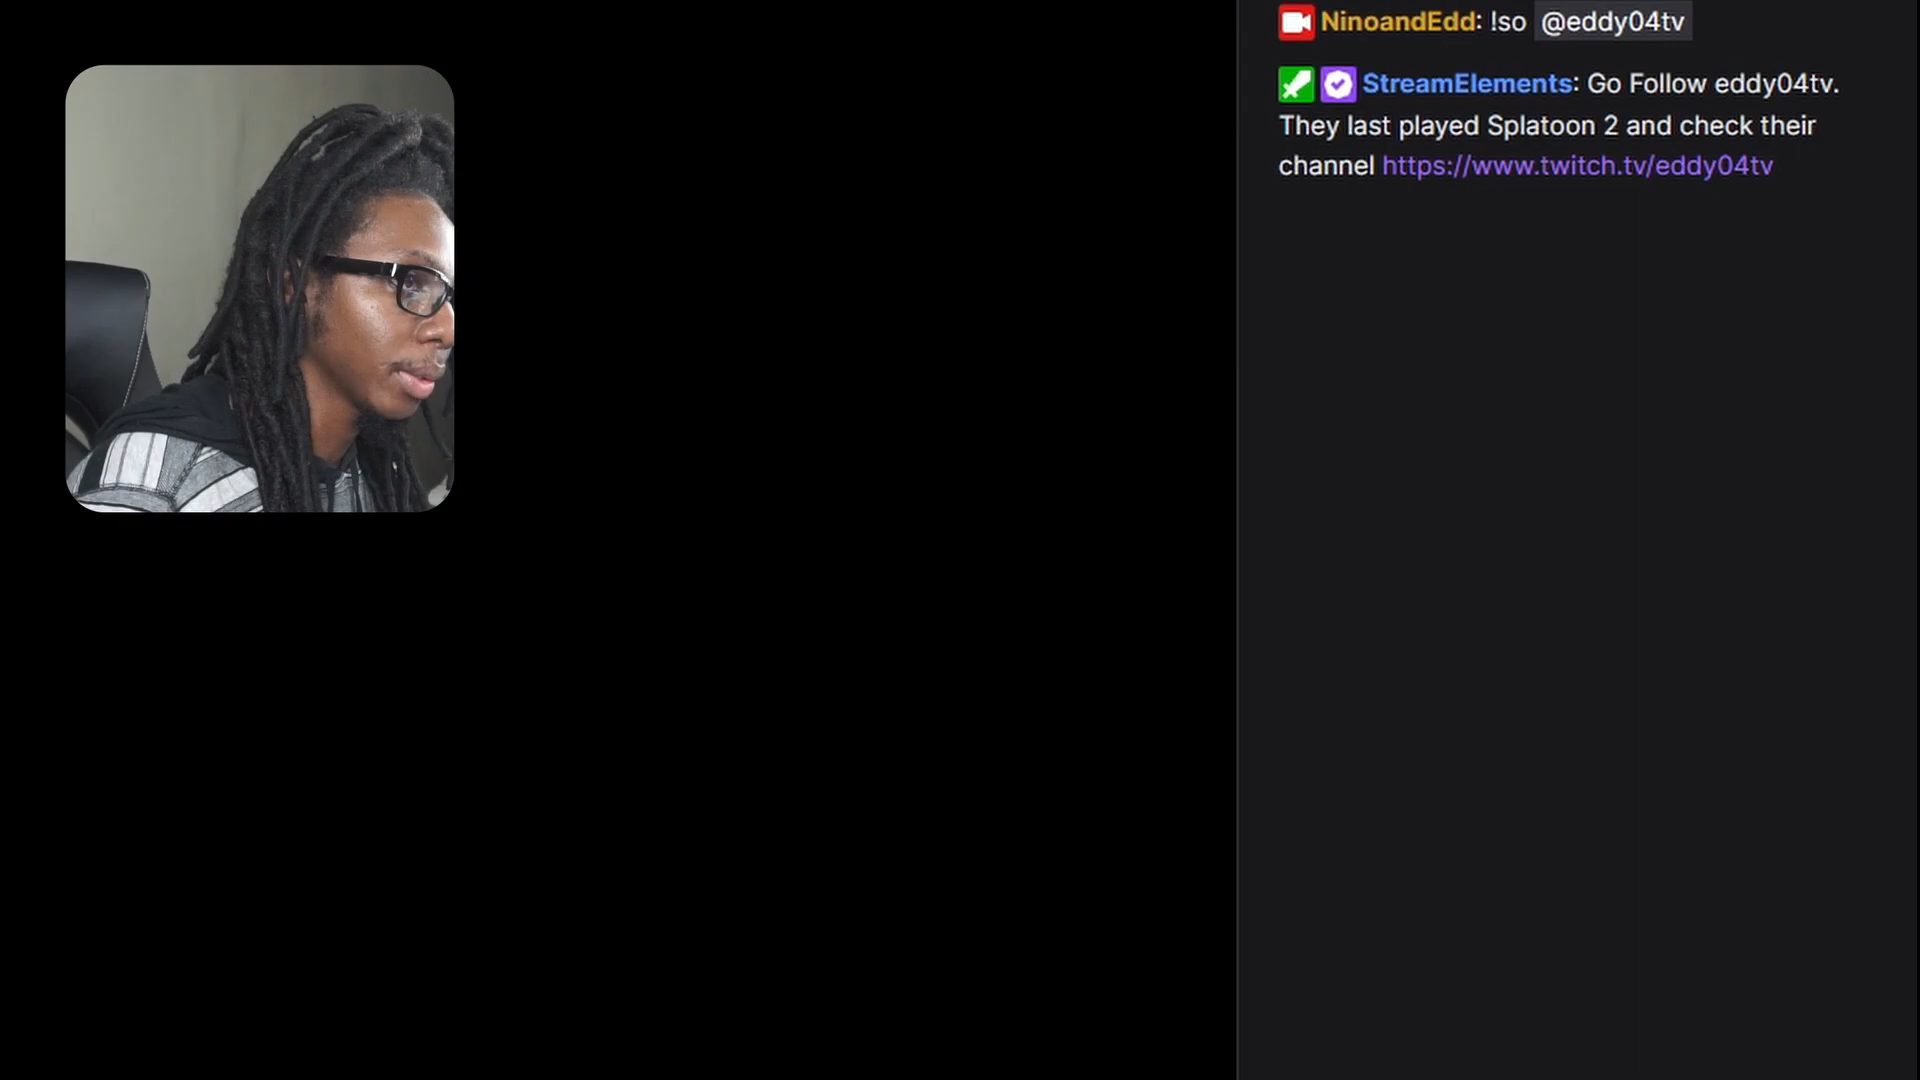 NinoandEdd: !so @eddy04tv
StreamElements: Go Follow eddy04tv.
They last played Splatoon 2 and check their
channel https://www.twitch.tv/eddy04tv